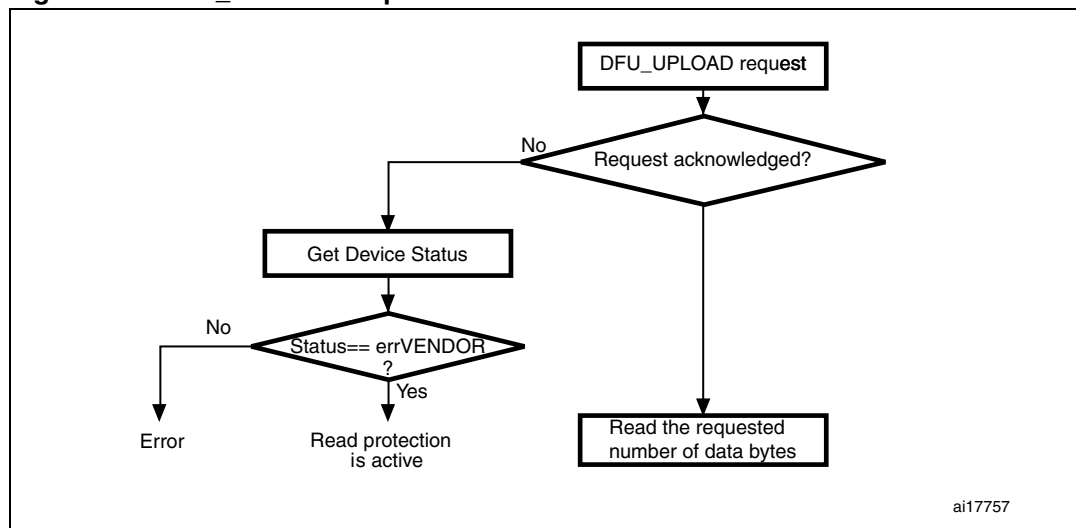 DFU_UPLOAD request
No
Request acknowledged?
Get Device Status
No
Status== errVENDOR
?
Yes
Error
Read protection
is active
Read the requested
number of data bytes
ai17757